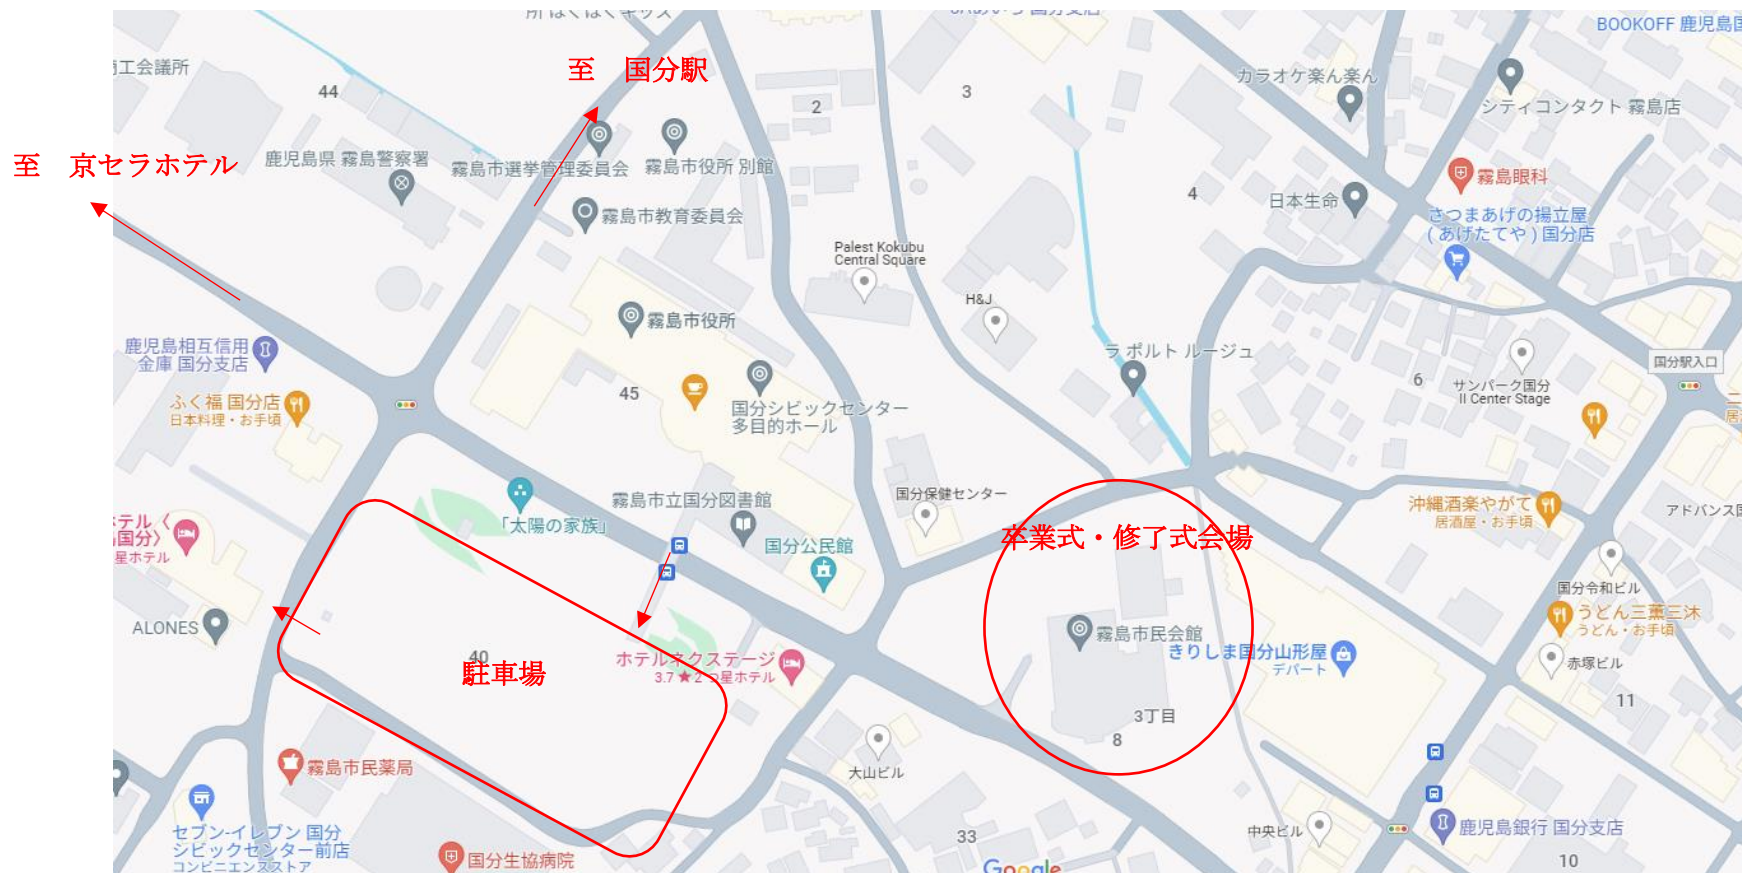 BOOKOFF 鹿児島国
至　国分駅
工会議所
44
カラオケ楽ん楽ん
シティコンタクト 霧島店
2
3
至　京セラホテル
鹿児島県 霧島警察署
霧島市選挙管理委員会
霧島市役所 別館
霧島眼科
4
日本生命
霧島市教育委員会
さつまあげの揚立屋
(あげたてや) 国分店
Palest Kokubu
Central Square
H&J
霧島市役所
鹿児島相互信用
金庫 国分支店
ラ ポルト ルージュ
国分駅入口
6
サンパーク国分
II Center Stage
45
ふく福 国分店
日本料理・お手頃
国分シビックセンター
多目的ホール
霧島市立国分図書館
国分保健センター
沖縄酒楽やがて
居酒屋・お手頃
アドバンス国
「太陽の家族」
ホテル〈
国分〉
星ホテル
国分公民館
卒業式・修了式会場
国分令和ビル
うどん三薫三沐
うどん・お手頃
ALONES
霧島市民会館
きりしま国分山形屋
デパート
40
駐車場
ホテルネクステージ
3.7 ★ 2 つ星ホテル
赤塚ビル
11
3丁目
8
大山ビル
霧島市民薬局
セブン-イレブン 国分
シビックセンター前店
コンビニエンスストア
国分生協病院
33
中央ビル
鹿児島銀行 国分支店
10
Google